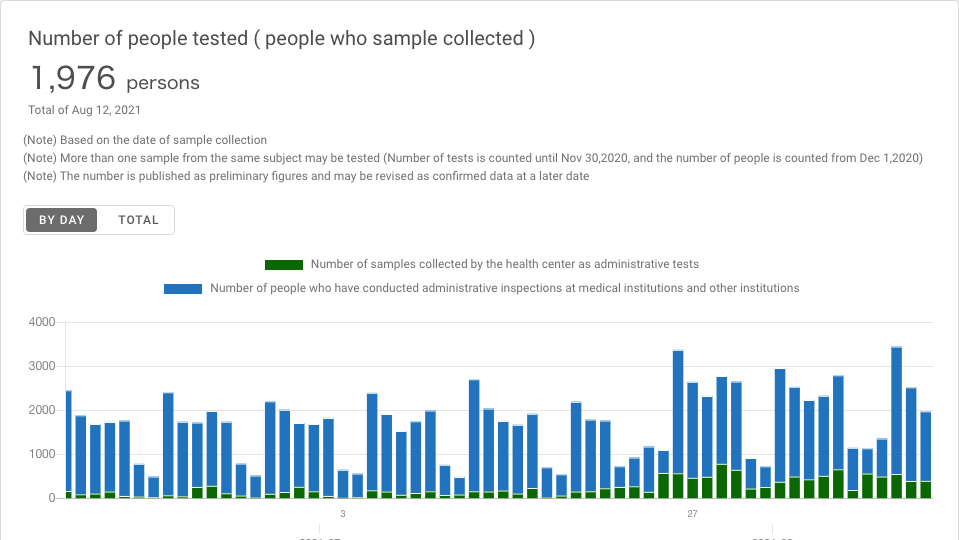 Number of people tested ( people who sample collected )
1,976 persons
Total of Aug 12, 2021
(Note) Based on the date of sample collection
(Note) More than one sample from the same subject may be tested (Number of tests is counted until Nov 30,2020, and the number of people is counted from Dec 1,2020)
(Note) The number is published as preliminary figures and may be revised as confirmed data at a later date
BY DAY TOTAL
Number of samples collected by the health center as administrative tests
Number of people who have conducted administrative inspections at medical institutions and other institutions
4000
3000
2000
1000
0
3 27